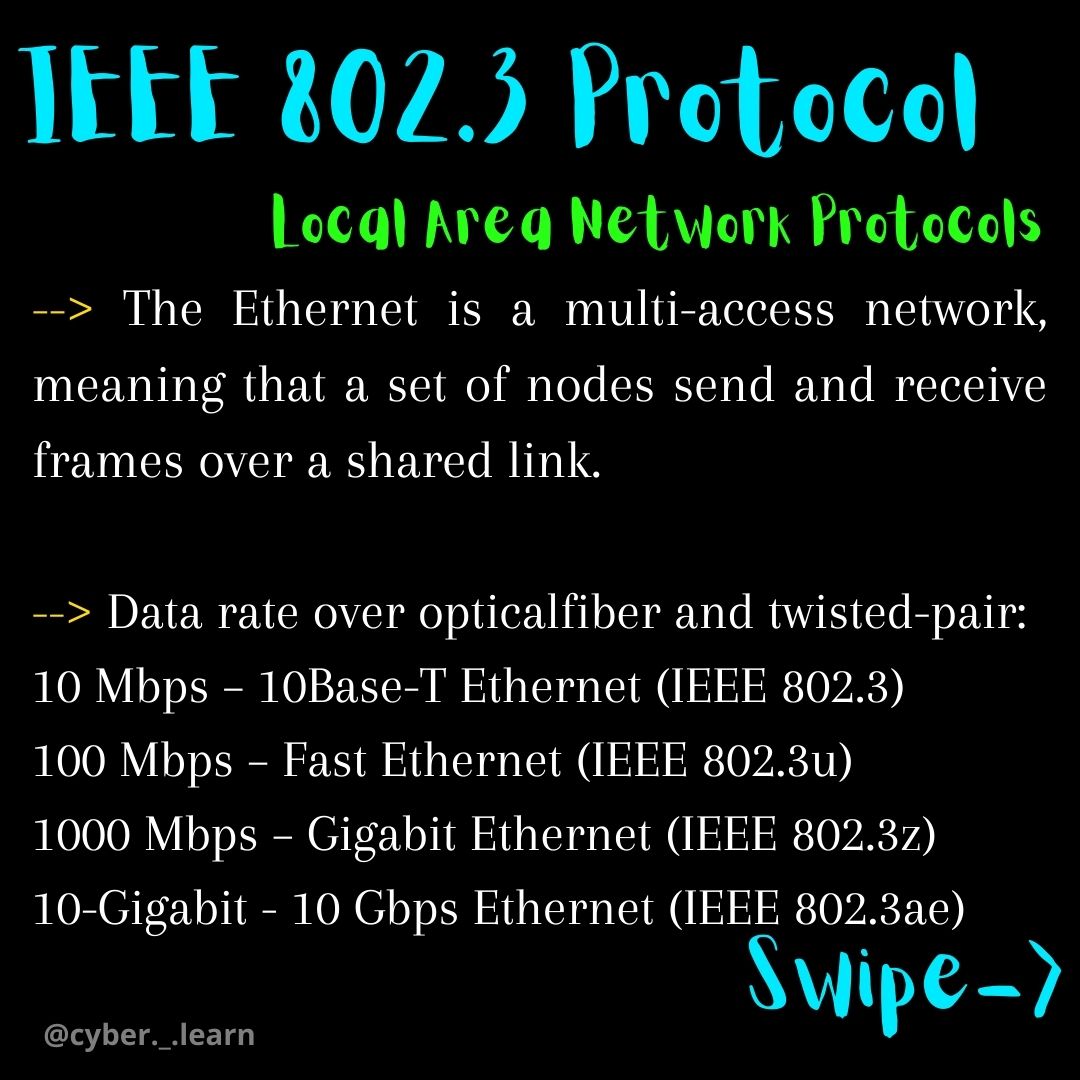 IEEE 802.3 Protocol
Local Area Network Protocols
--> The Ethernet is a multi-access network,
meaning that a set of nodes send and receive
frames over a shared link.
--> Data rate over opticalfiber and twisted-pair:
10 Mbps – 10Base-T Ethernet (IEEE 802.3)
100 Mbps – Fast Ethernet (IEEE 802.3u)
1000 Mbps – Gigabit Ethernet (IEEE 802.3z)
10-Gigabit - 10 Gbps Ethernet (IEEE 802.3ae)
Swipe->
@cyber._.learn